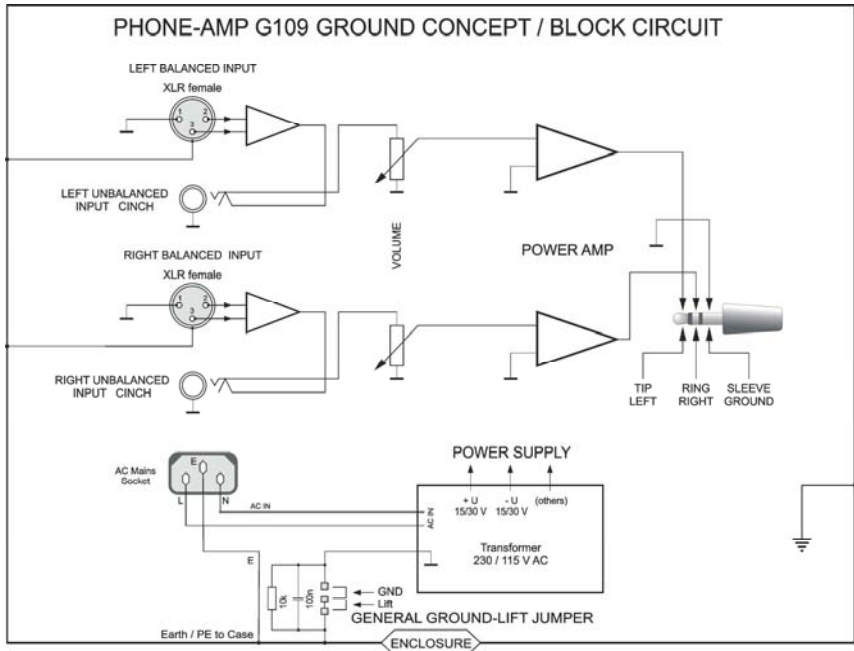 PHONE-AMP G109 GROUND CONCEPT / BLOCK CIRCUIT
LEFT BALANCED INPUT
XLR female
1
2
3
LEFT UNBALANCED
INPUT CINCH
RIGHT BALANCED INPUT
XLR female
1
2
3
RIGHT UNBALANCED
INPUT CINCH
VOLUME
POWER AMP
TIP
LEFT
RING
RIGHT
SLEEVE
GROUND
AC Mains
Socket
E
L
N
AC IN
E
POWER SUPPLY
+ U
15/30 V
- U
15/30 V
(others)
AC IN
Transformer
230 / 115 V AC
10k
100n
GND
Lift
GENERAL GROUND-LIFT JUMPER
Earth / PE to Case
ENCLOSURE